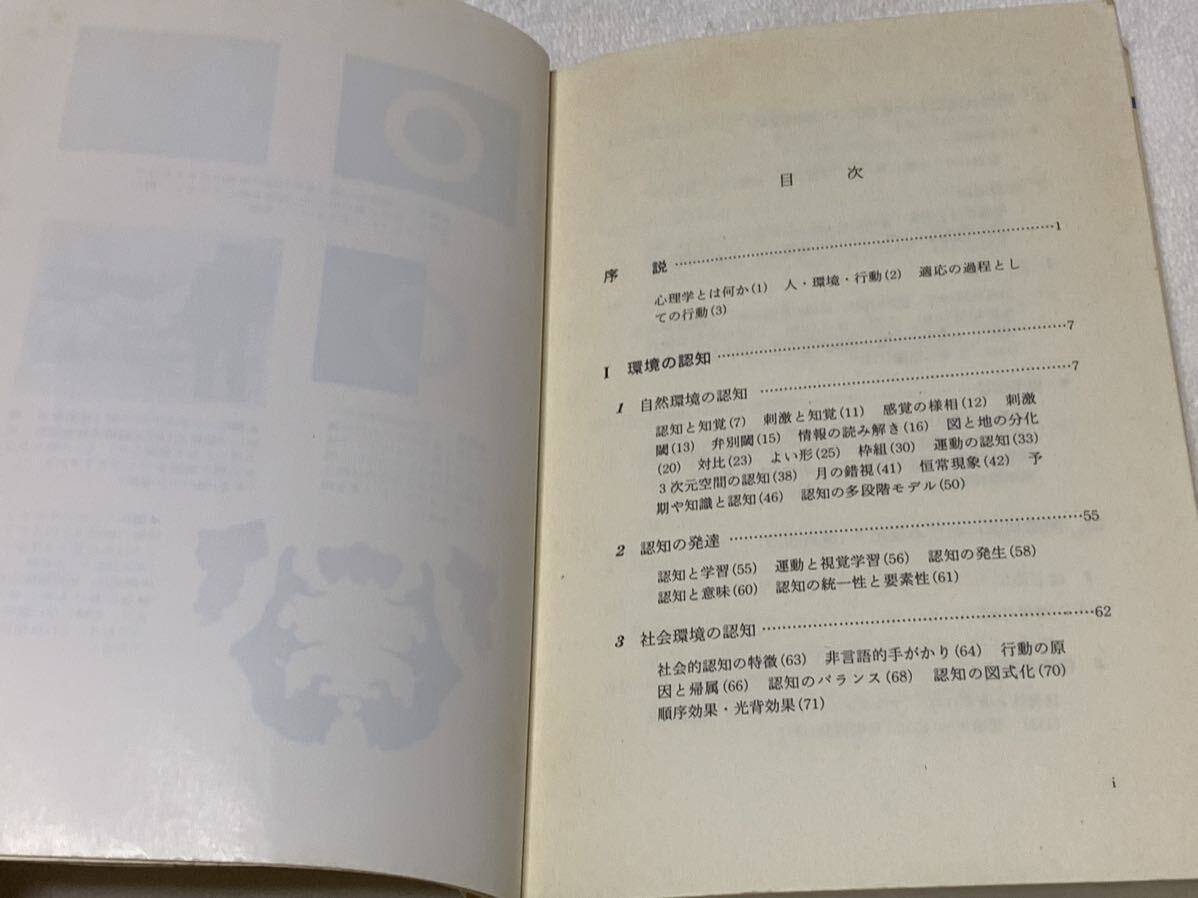 目　次
序　説 ……………………………………………………1
心理学とは何か(1)　人・環境・行動(2)　適応の過程とし
ての行動(3)
I　環境の認知 ……………………………………………………7
1　自然環境の認知 ……………………………………………………7
認知と知覚(7)　刺激と知覚(11)　感覚の様相(12)　刺激
閾(13)　弁別閾(15)　情報の読み解き(16)　図と地の分化
(20)　対比(23)　よい形(25)　枠組(30)　運動の認知(33)
3次元空間の認知(38)　月の錯視(41)　恒常現象(42)　予
期や知識と認知(46)　認知の多段階モデル(50)
2　認知の発達 ……………………………………………………55
認知と学習(55)　運動と視覚学習(56)　認知の発生(58)
認知と意味(60)　認知の統一性と要素性(61)
3　社会環境の認知 ……………………………………………………62
社会的認知の特徴(63)　非言語的手がかり(64)　行動の原
因と帰属(66)　認知のバランス(68)　認知の図式化(70)
順序効果・光背効果(71)
i